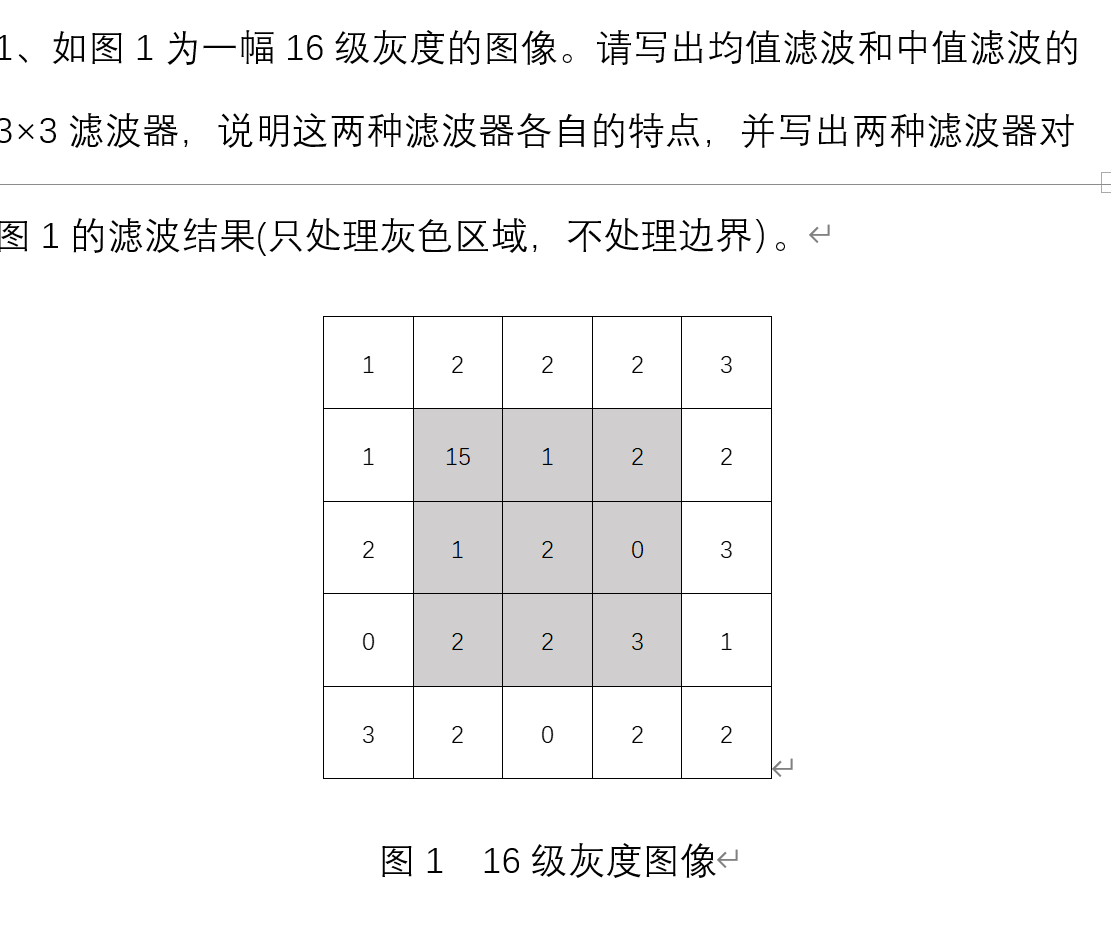 1、如图 1 为一幅 16 级灰度的图像。请写出均值滤波和中值滤波的
3×3 滤波器，说明这两种滤波器各自的特点，并写出两种滤波器对
图 1 的滤波结果(只处理灰色区域，不处理边界）。
1 2 2 2 3
1 15 1 2 2
2 1 2 0 3
0 2 2 3 1
3 2 0 2 2
图 1 16 级灰度图像